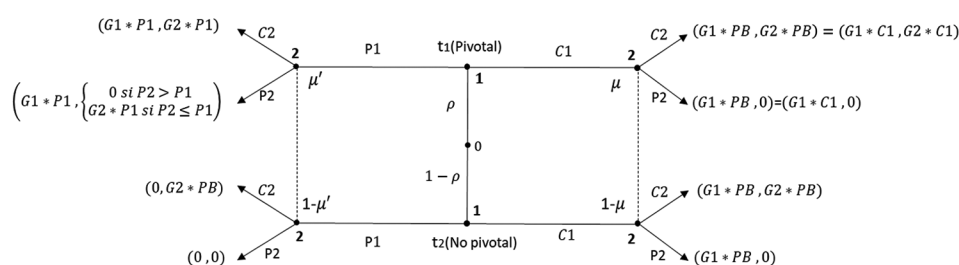 (G1 * P1 , G2 * P1)
C2
2
P1
t1(Pivotal)
C1
2
C2
(G1 * PB , G2 * PB) = (G1 * C1 , G2 * C1)
μ′
1
μ
(G1 * P1 , { 0 si P2 > P1
G2 * P1 si P2 ≤ P1 )
P2
ρ
P2
(G1 * PB , 0)=(G1 * C1 , 0)
0
(0 , G2 * PB)
C2
1 − ρ
C2
(G1 * PB , G2 * PB)
1-μ′
1
1-μ
2
P1
t2(No pivotal)
C1
2
(0 , 0)
P2
P2
(G1 * PB , 0)